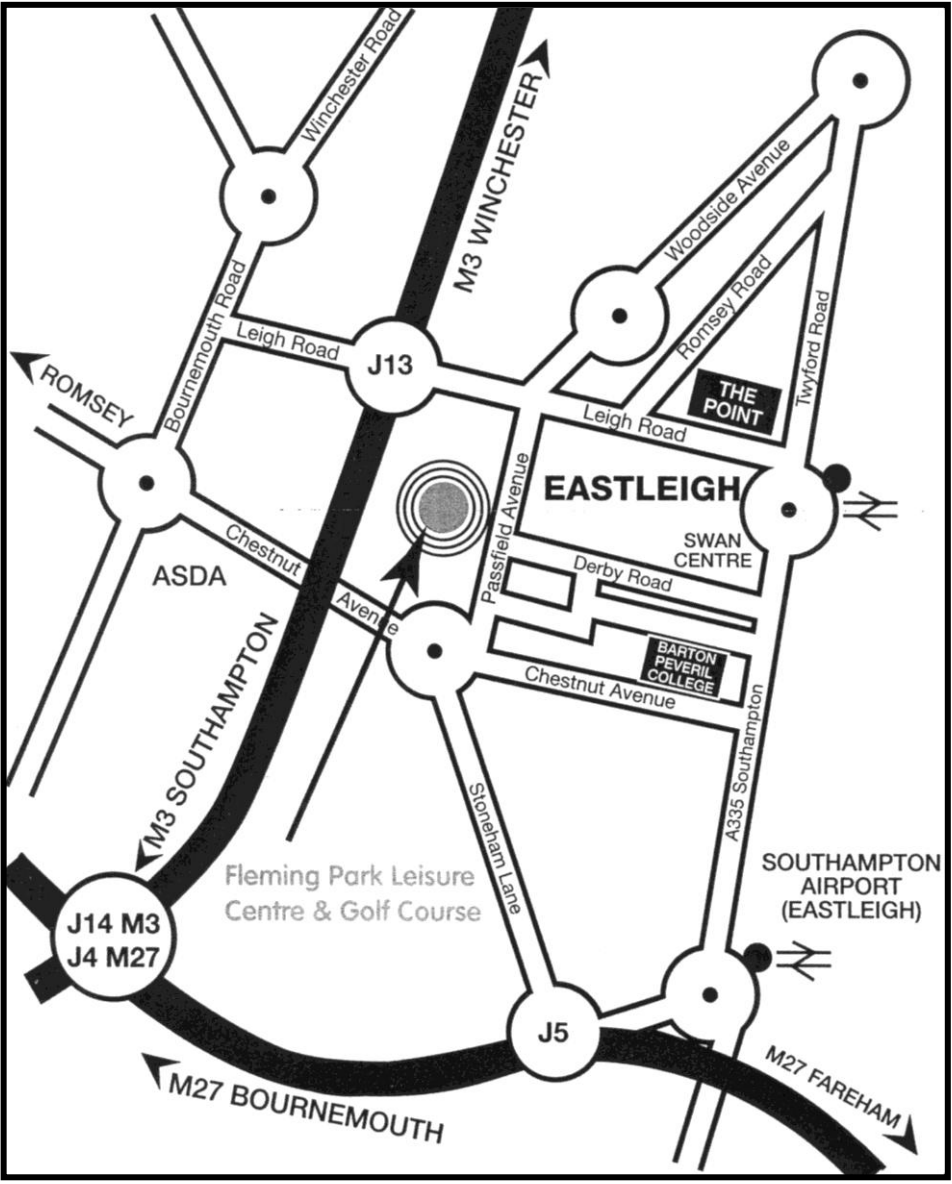 Winchester Road
M3 WINCHESTER
Woodside Avenue
Bournemouth Road
Leigh Road
J13
Romsey Road
Twyford Road
ROMSEY
THE
POINT
Leigh Road
Passfield Avenue
EASTLEIGH
SWAN
CENTRE
Chestnut
Avenue
ASDA
Derby Road
BARTON
PEVERIL
COLLEGE
Chestnut Avenue
M3 SOUTHAMPTON
A335 Southampton
Stoneham Lane
Fleming Park Leisure
Centre & Golf Course
SOUTHAMPTON
AIRPORT
(EASTLEIGH)
J14 M3
J4 M27
J5
M27 BOURNEMOUTH
M27 FAREHAM